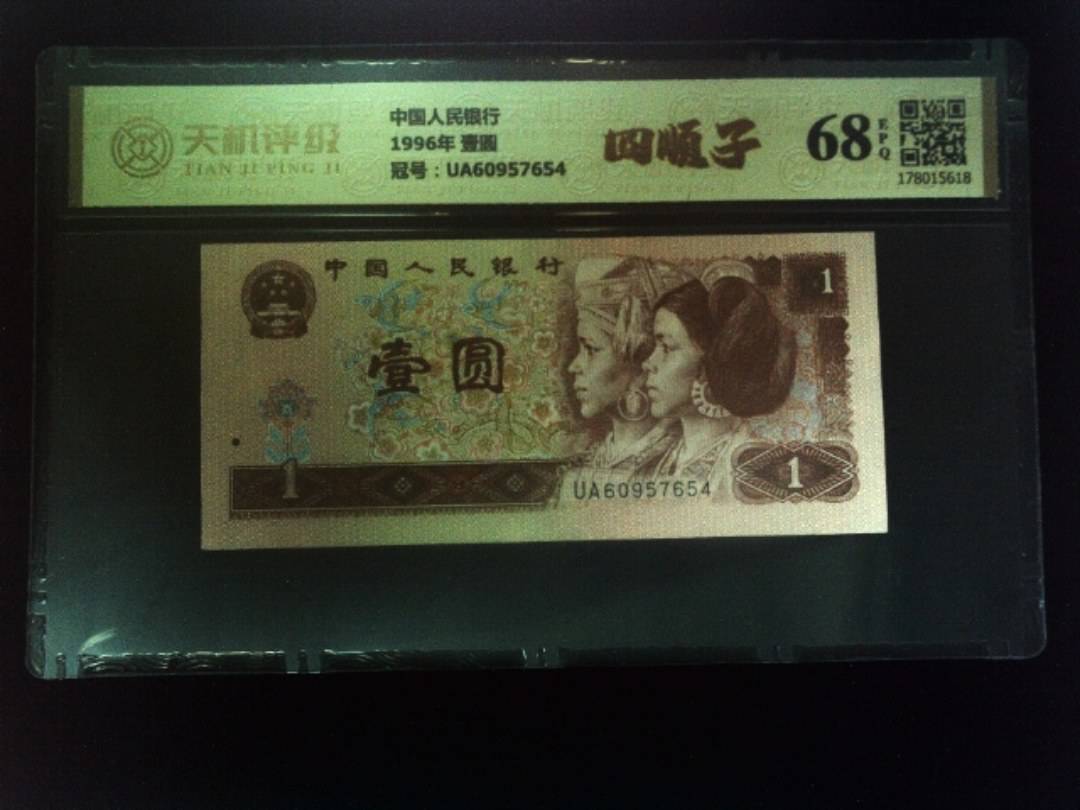 天机评级
TIAN JI PING JI
中国人民银行
1996年 壹圆
冠号：UA60957654
四顺子
68
EPQ
178015618
中国人民银行
1
壹圆
1
UA60957654
1